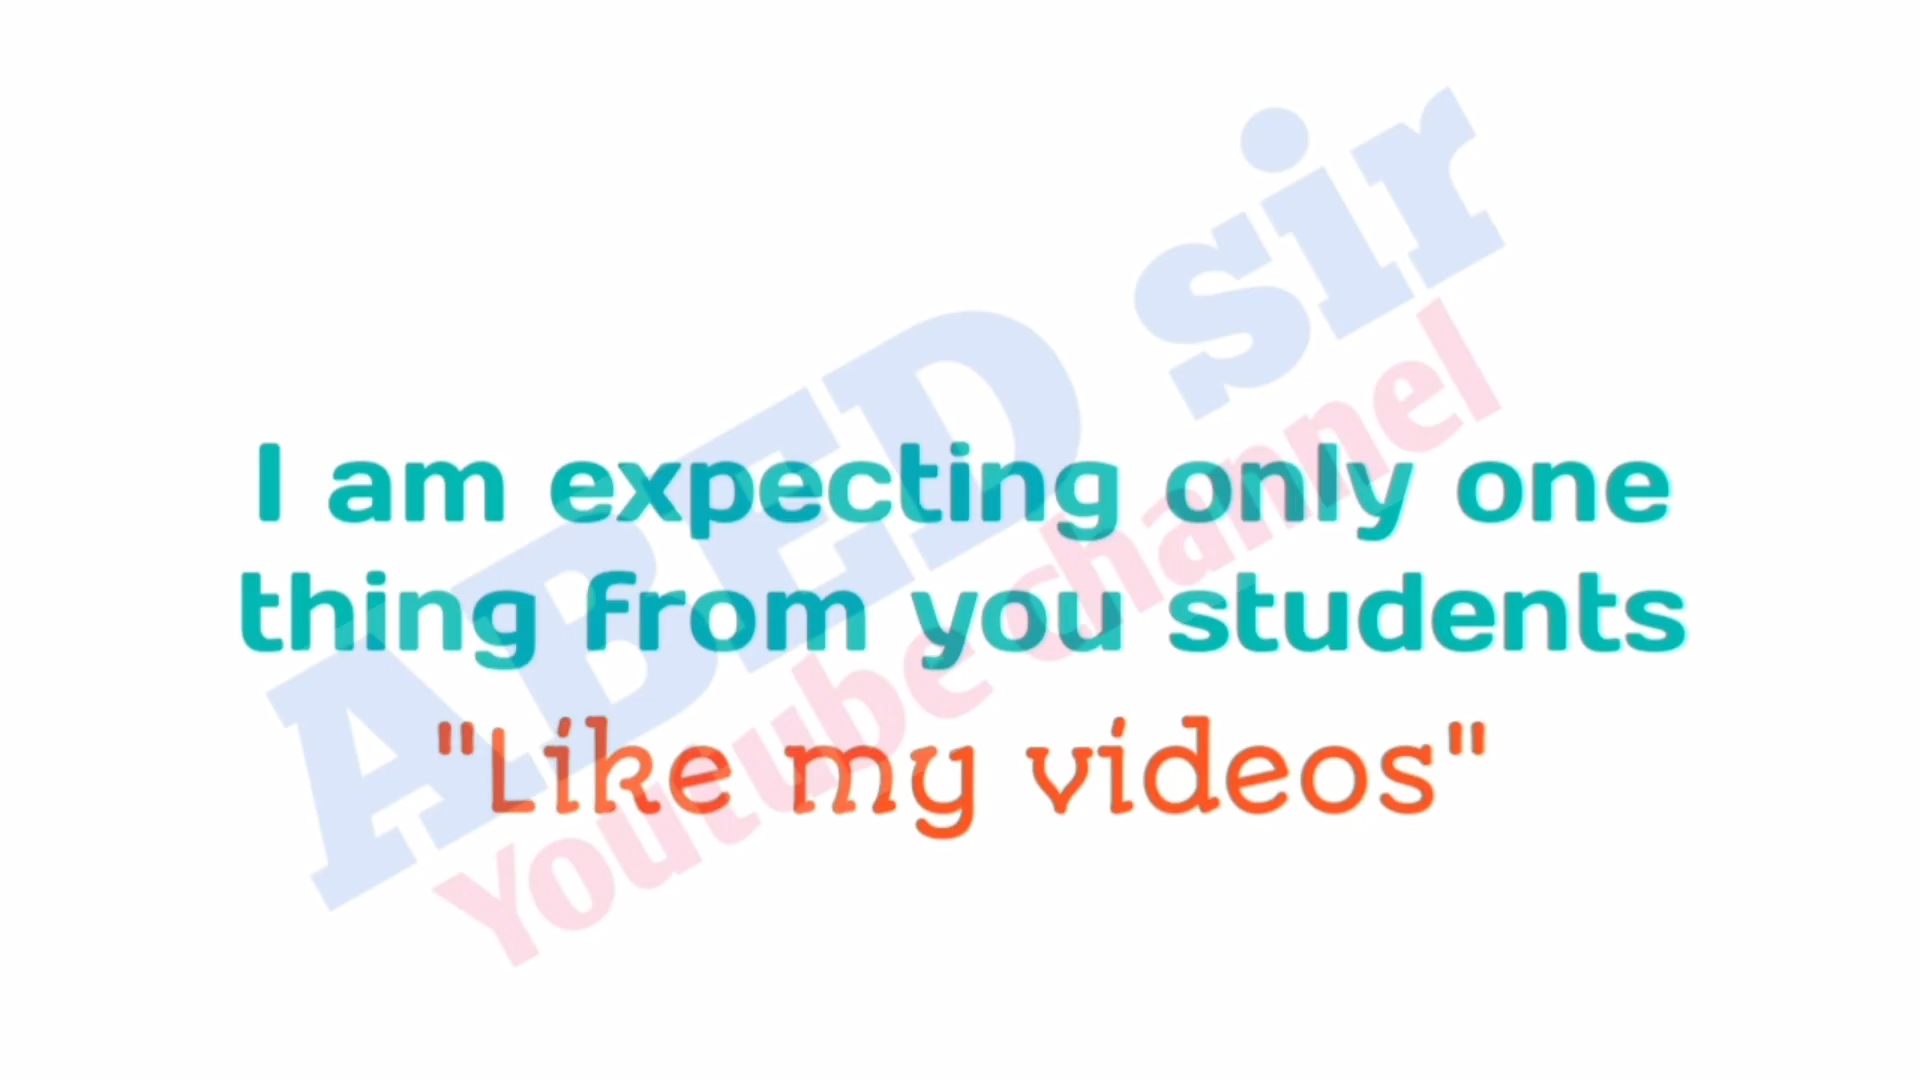 ABED sir
Youtube channel
I am expecting only one
thing from you students
"Like my videos"